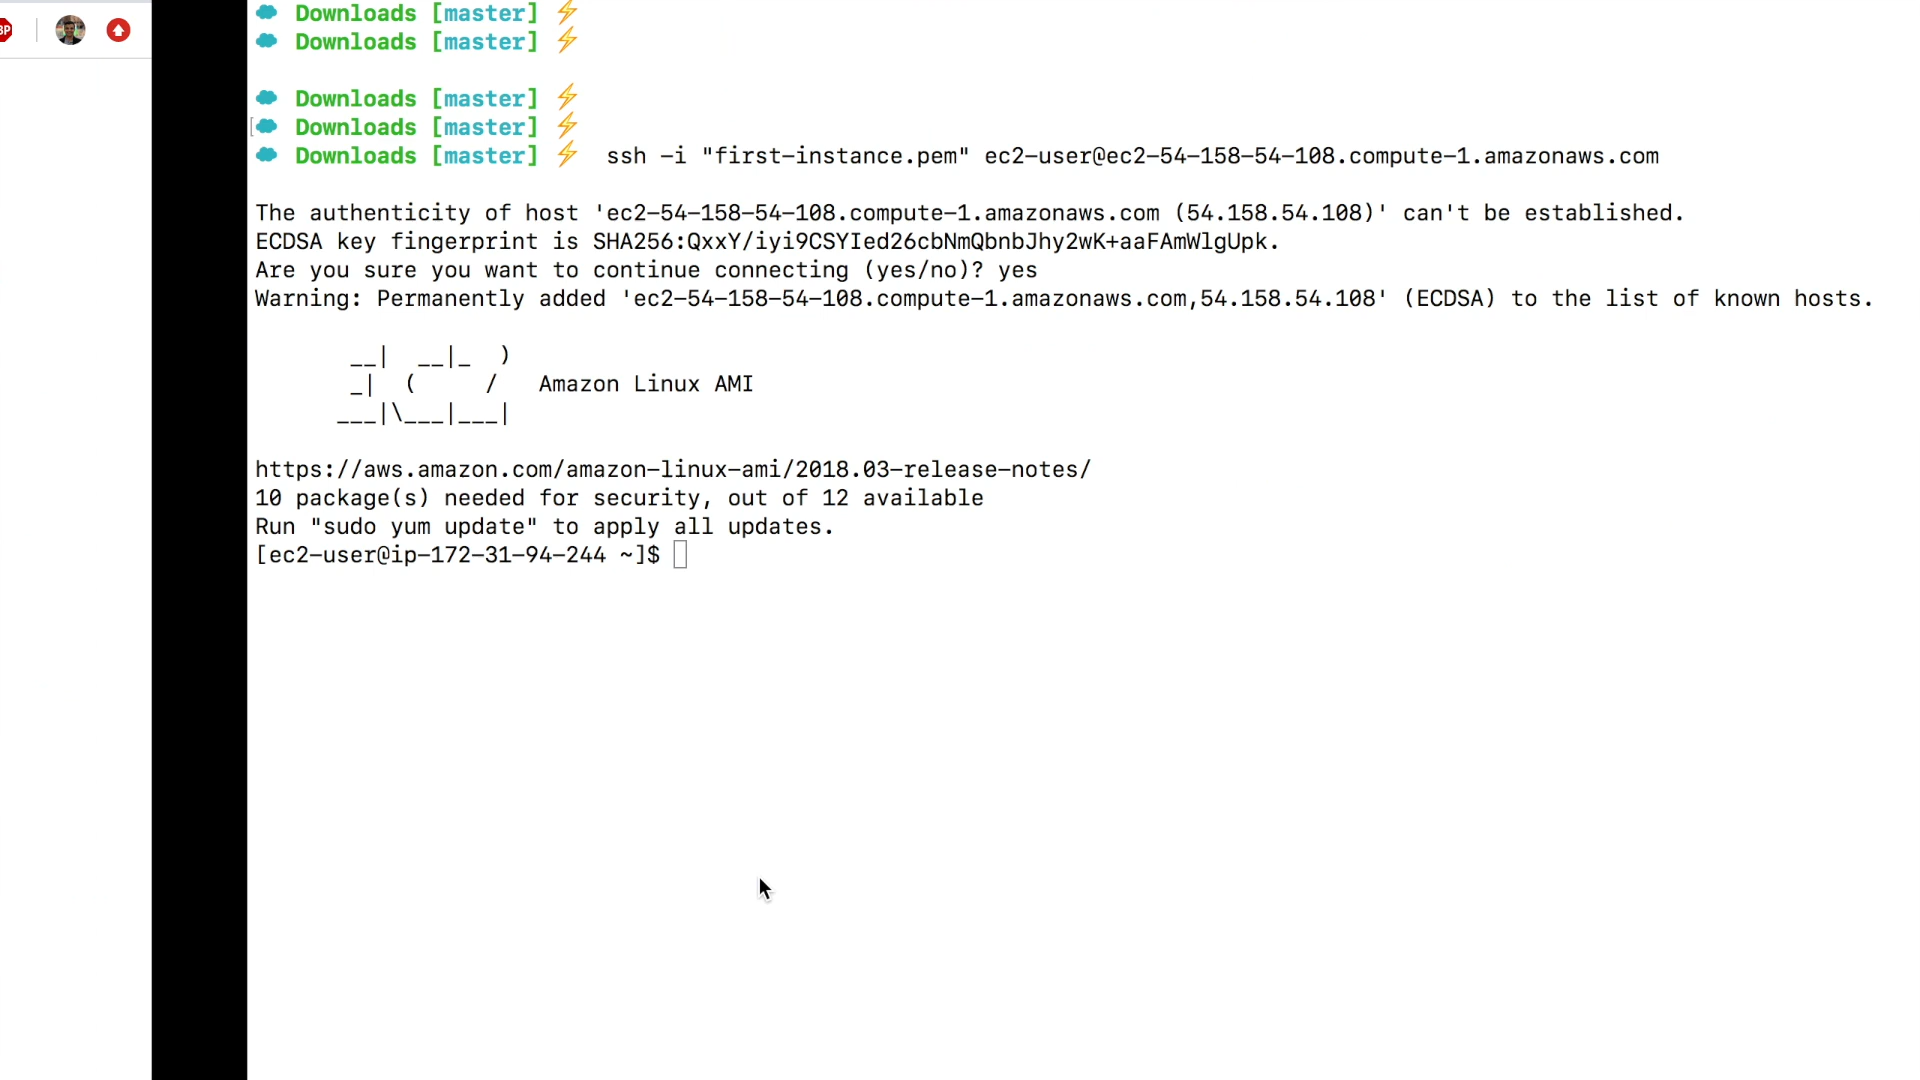 Downloads [master] ⚡
Downloads [master] ⚡
Downloads [master] ⚡
Downloads [master] ⚡
Downloads [master] ⚡ ssh -i "first-instance.pem" ec2-user@ec2-54-158-54-108.compute-1.amazonaws.com
The authenticity of host 'ec2-54-158-54-108.compute-1.amazonaws.com (54.158.54.108)' can't be established.
ECDSA key fingerprint is SHA256:QxxY/iyi9CSYIed26cbNmQbnbJhy2wK+aaFAmWlgUpk.
Are you sure you want to continue connecting (yes/no)? yes
Warning: Permanently added 'ec2-54-158-54-108.compute-1.amazonaws.com,54.158.54.108' (ECDSA) to the list of known hosts.
       __|  __|_  )
       _|  (     /   Amazon Linux AMI
      ___|\___|___|
https://aws.amazon.com/amazon-linux-ami/2018.03-release-notes/
10 package(s) needed for security, out of 12 available
Run "sudo yum update" to apply all updates.
[ec2-user@ip-172-31-94-244 ~]$